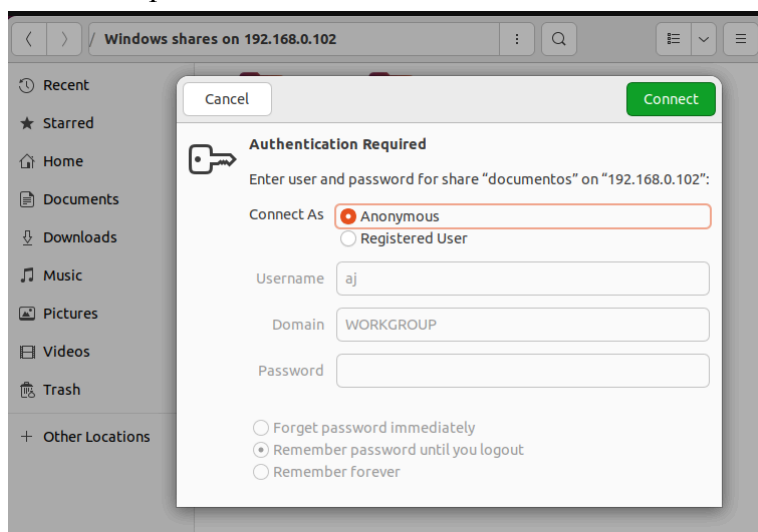 / Windows shares on 192.168.0.102
Recent
Starred
Home
Documents
Downloads
Music
Pictures
Videos
Trash
+ Other Locations
Cancel
Connect
Authentication Required
Enter user and password for share “documentos” on “192.168.0.102”:
Connect As Anonymous
Registered User
Username aj
Domain WORKGROUP
Password
Forget password immediately
Remember password until you logout
Remember forever